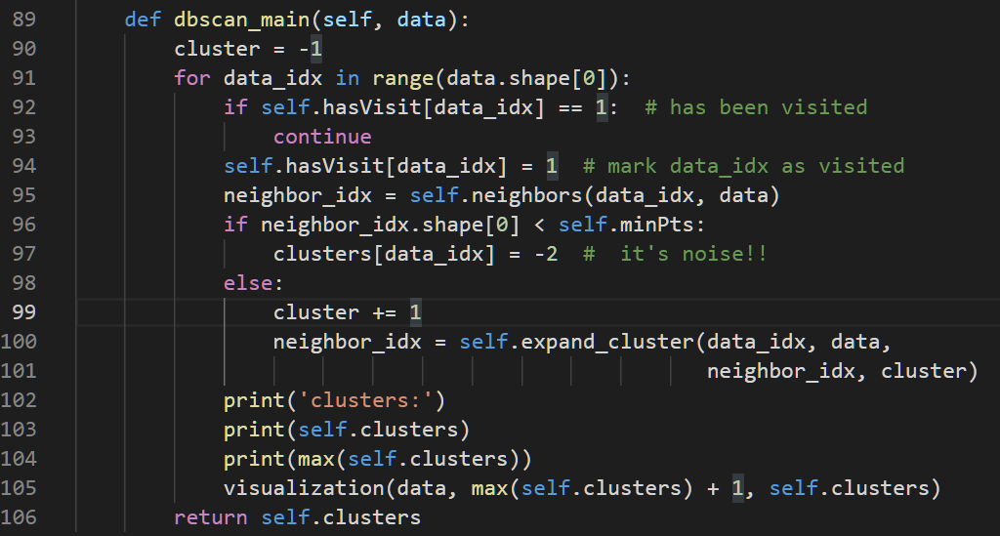 89 def dbscan_main(self, data):
90 cluster = -1
91 for data_idx in range(data.shape[0]):
92 if self.hasVisit[data_idx] == 1:  # has been visited
93 continue
94 self.hasVisit[data_idx] = 1  # mark data_idx as visited
95 neighbor_idx = self.neighbors(data_idx, data)
96 if neighbor_idx.shape[0] < self.minPts:
97 clusters[data_idx] = -2  #  it's noise!!
98 else:
99 cluster += 1
100 neighbor_idx = self.expand_cluster(data_idx, data,
101 neighbor_idx, cluster)
102 print('clusters:')
103 print(self.clusters)
104 print(max(self.clusters))
105 visualization(data, max(self.clusters) + 1, self.clusters)
106 return self.clusters